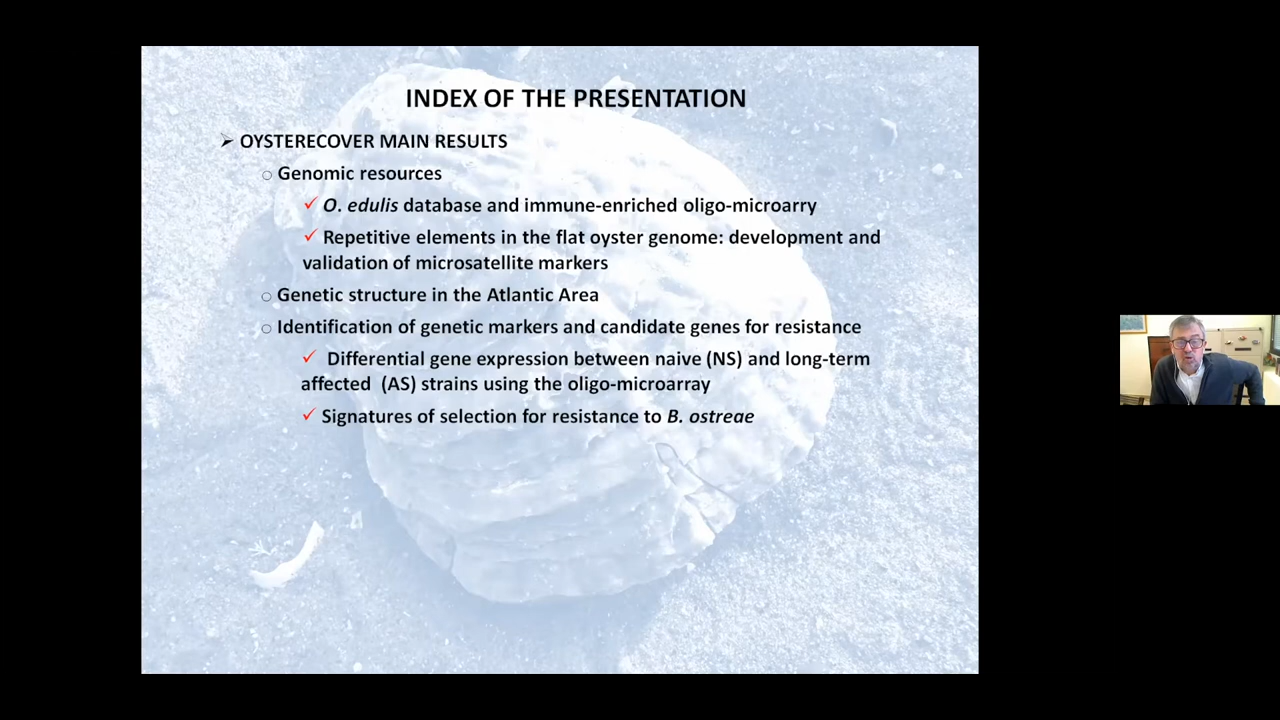 INDEX OF THE PRESENTATION
➢ OYSTERECOVER MAIN RESULTS
○ Genomic resources
✓ O. edulis database and immune-enriched oligo-microarry
✓ Repetitive elements in the flat oyster genome: development and
validation of microsatellite markers
○ Genetic structure in the Atlantic Area
○ Identification of genetic markers and candidate genes for resistance
✓ Differential gene expression between naive (NS) and long-term
affected (AS) strains using the oligo-microarray
✓ Signatures of selection for resistance to B. ostreae